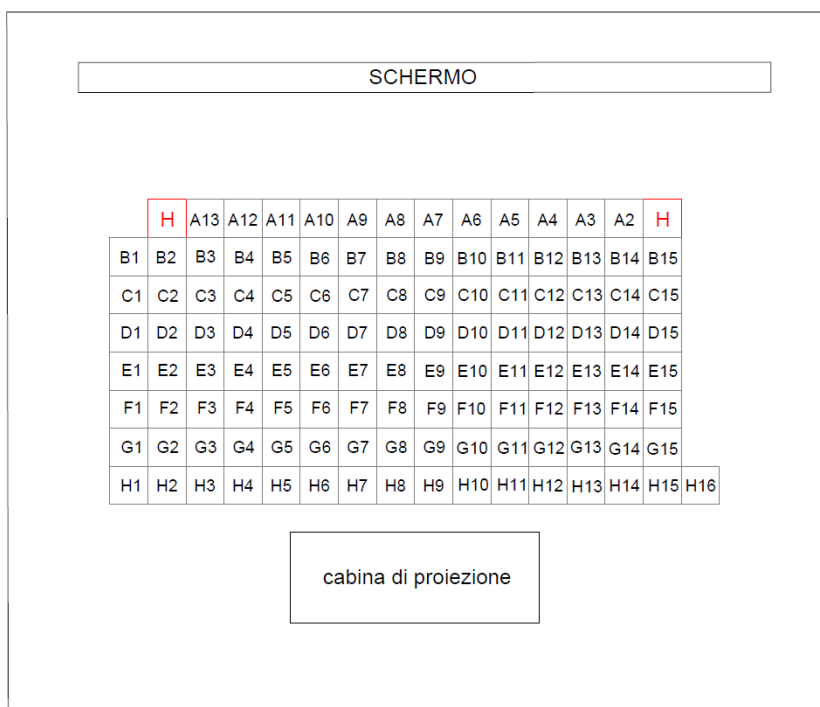 SCHERMO
H A13 A12 A11 A10 A9 A8 A7 A6 A5 A4 A3 A2 H
B1 B2 B3 B4 B5 B6 B7 B8 B9 B10 B11 B12 B13 B14 B15
C1 C2 C3 C4 C5 C6 C7 C8 C9 C10 C11 C12 C13 C14 C15
D1 D2 D3 D4 D5 D6 D7 D8 D9 D10 D11 D12 D13 D14 D15
E1 E2 E3 E4 E5 E6 E7 E8 E9 E10 E11 E12 E13 E14 E15
F1 F2 F3 F4 F5 F6 F7 F8 F9 F10 F11 F12 F13 F14 F15
G1 G2 G3 G4 G5 G6 G7 G8 G9 G10 G11 G12 G13 G14 G15
H1 H2 H3 H4 H5 H6 H7 H8 H9 H10 H11 H12 H13 H14 H15 H16
cabina di proiezione